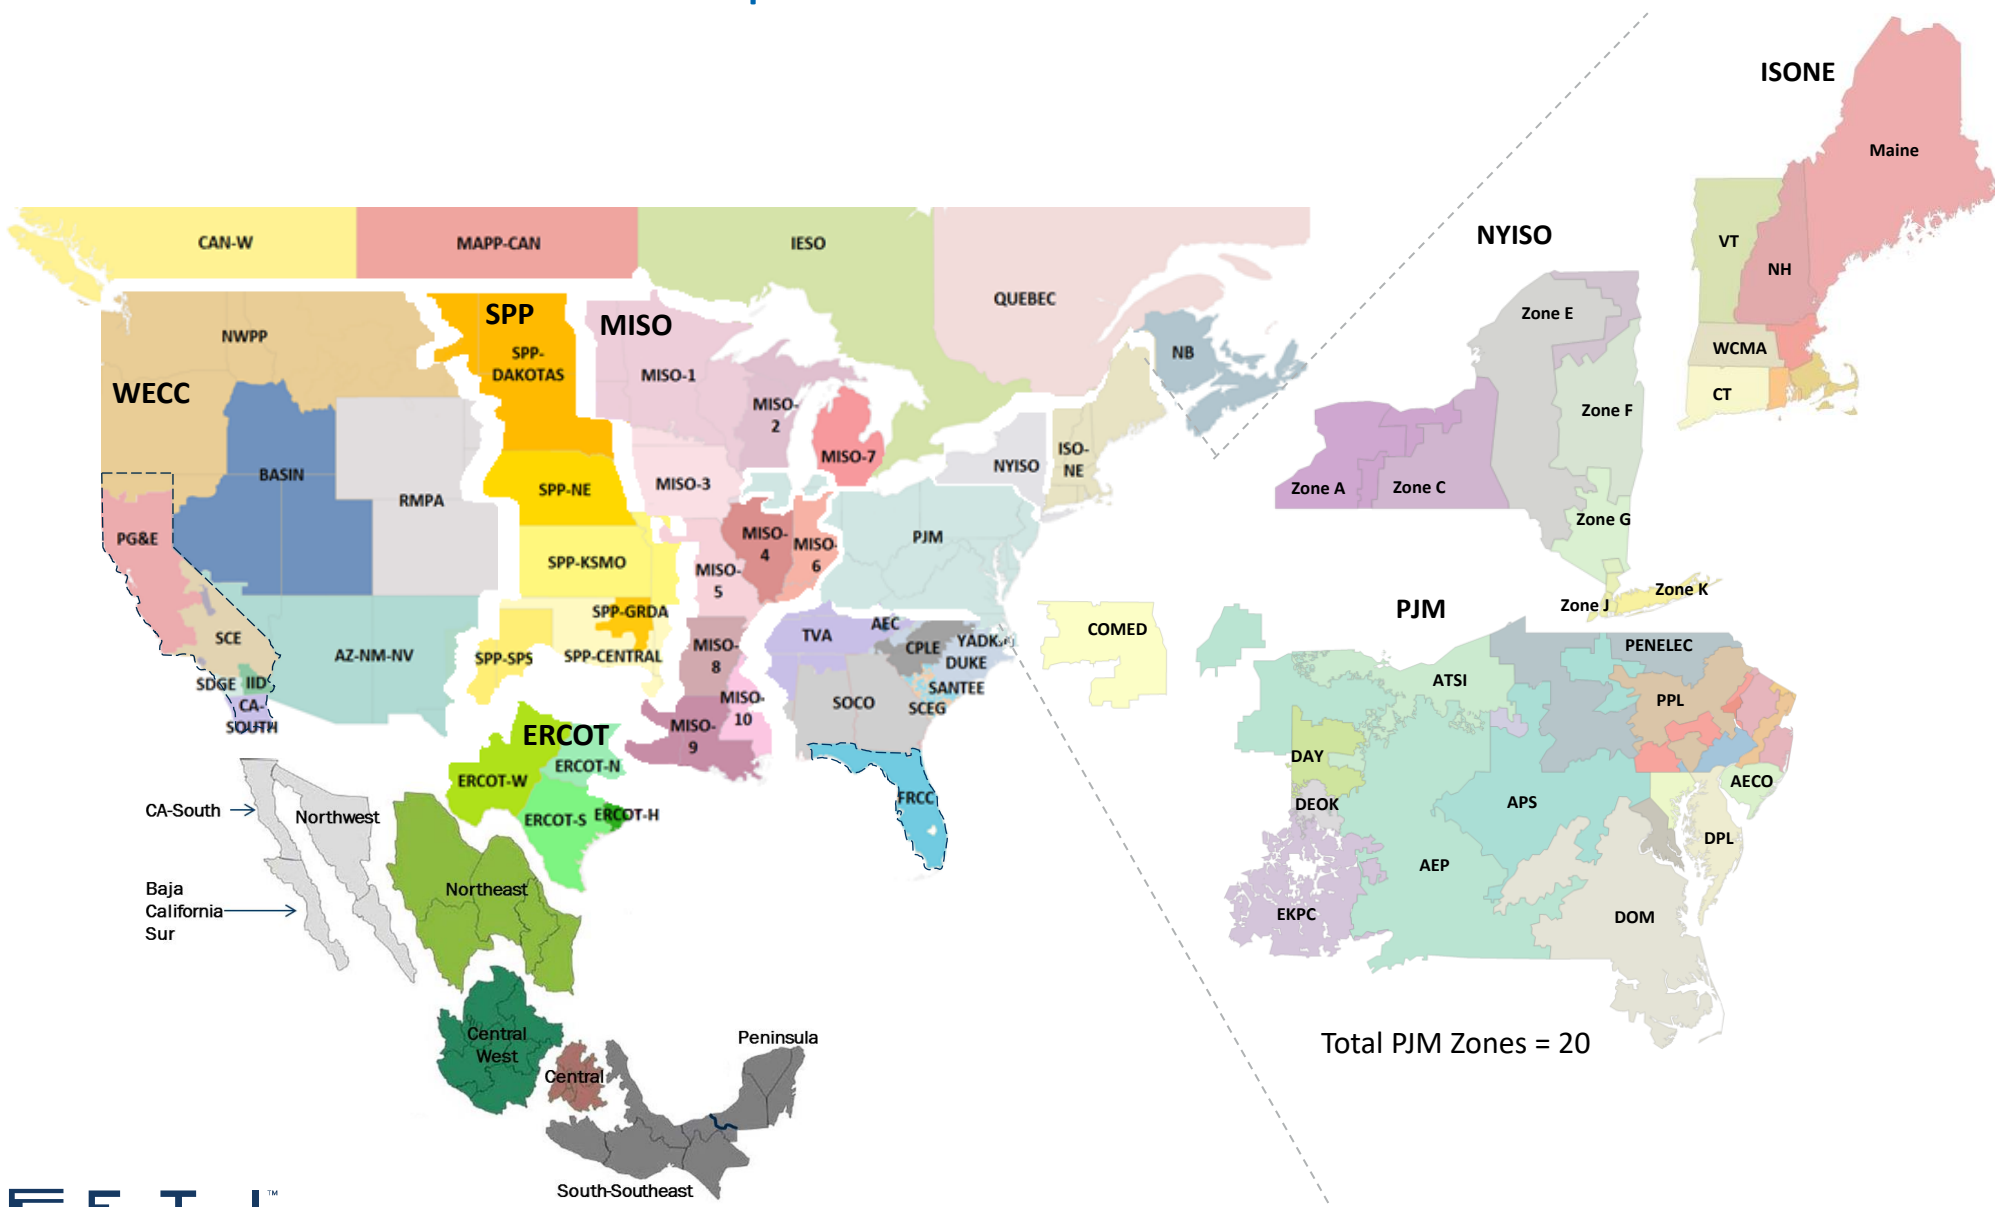 ISONE
Maine
VT
NH
WCMA
CT
NYISO
Zone E
Zone F
Zone A
Zone C
Zone G
Zone J
Zone K
CAN-W
MAPP-CAN
IESO
QUEBEC
NB
NWPP
WECC
BASIN
RMPA
PG&E
SCE
SDGE
IID
CA-
SOUTH
AZ-NM-NV
SPP
SPP-
DAKOTAS
SPP-NE
SPP-KSMO
SPP-GRDA
SPP-SPS
SPP-CENTRAL
MISO
MISO-1
MISO-
2
MISO-3
MISO-7
MISO-
4
MISO-
6
MISO-
5
MISO-
8
MISO-
10
MISO-
9
NYISO
ISO-
NE
PJM
TVA
AEC
CPLE
DUKE
SANTEE
SCEG
SOCO
FRCC
ERCOT
ERCOT-N
ERCOT-W
ERCOT-S
ERCOT-H
CA-South
Northwest
Baja
California
Sur
Northeast
Central
West
Central
Peninsula
South-Southeast
PJM
COMED
PENELEC
ATSI
PPL
DAY
AECO
DEOK
APS
DPL
AEP
EKPC
DOM
Total PJM Zones = 20
™